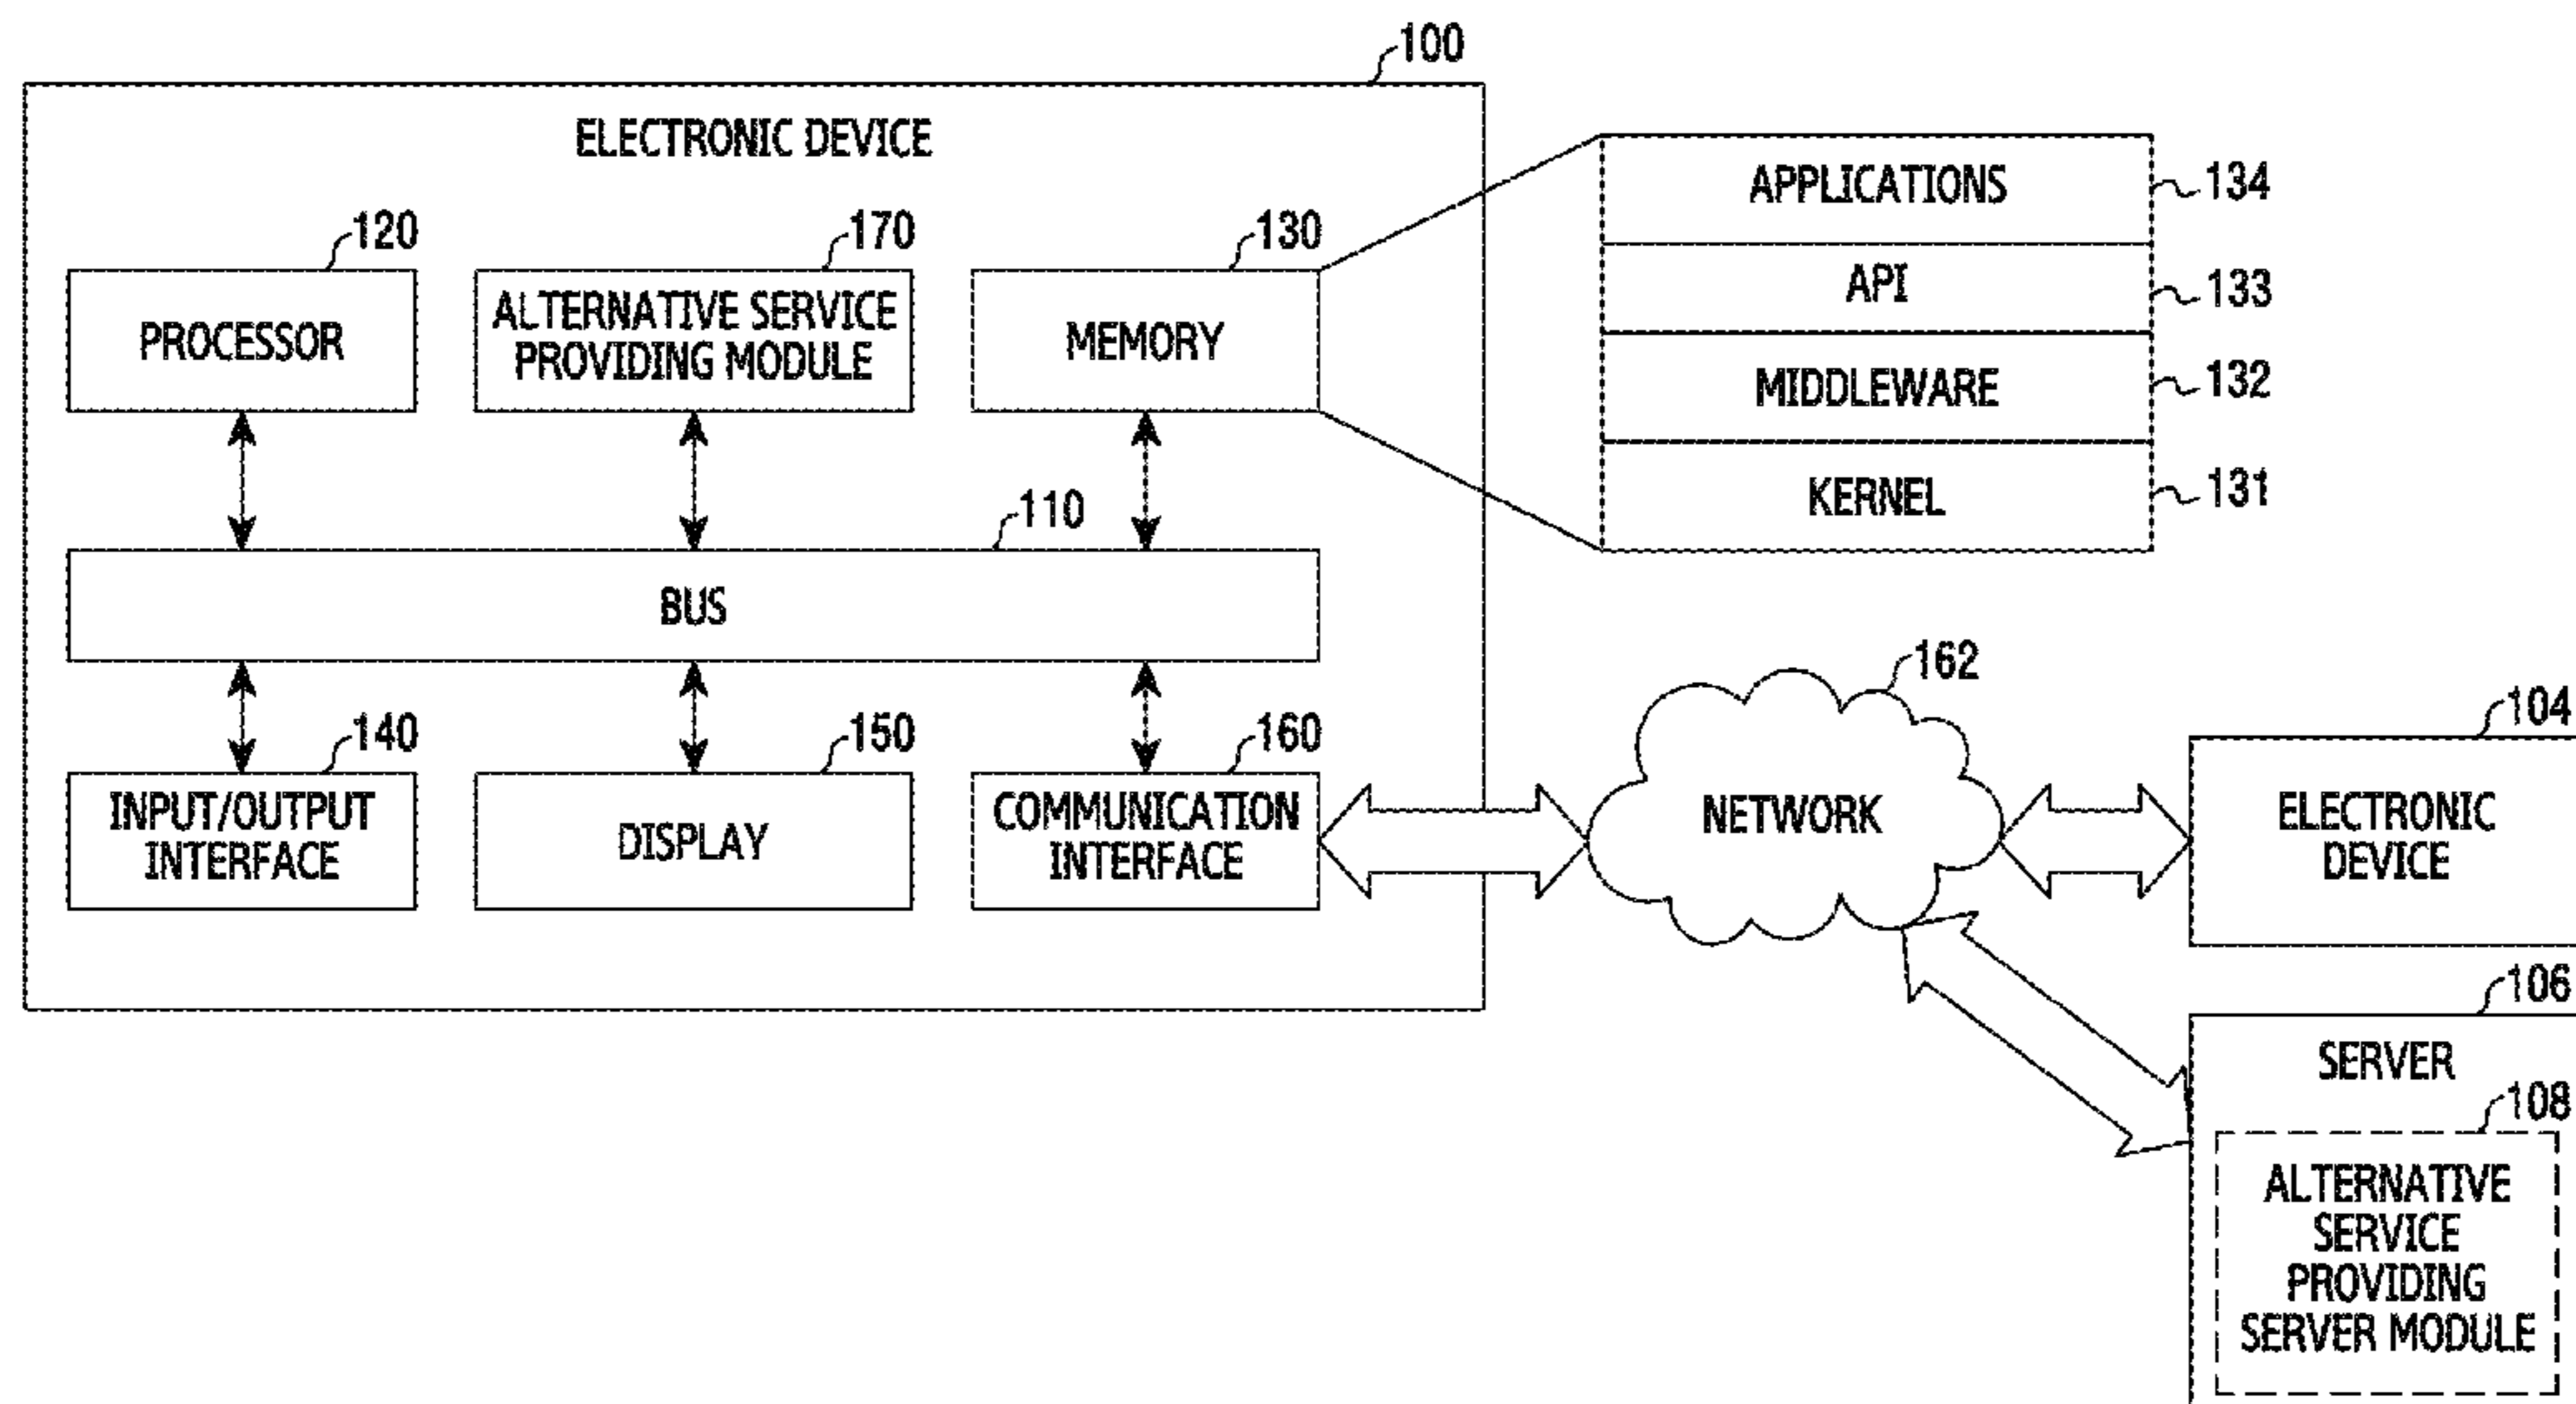 100
ELECTRONIC DEVICE
120
170
130
PROCESSOR
ALTERNATIVE SERVICE
PROVIDING MODULE
MEMORY
APPLICATIONS
134
API
133
MIDDLEWARE
132
KERNEL
131
110
BUS
140
150
160
INPUT/OUTPUT
INTERFACE
DISPLAY
COMMUNICATION
INTERFACE
162
NETWORK
104
ELECTRONIC
DEVICE
106
SERVER
108
ALTERNATIVE
SERVICE
PROVIDING
SERVER MODULE